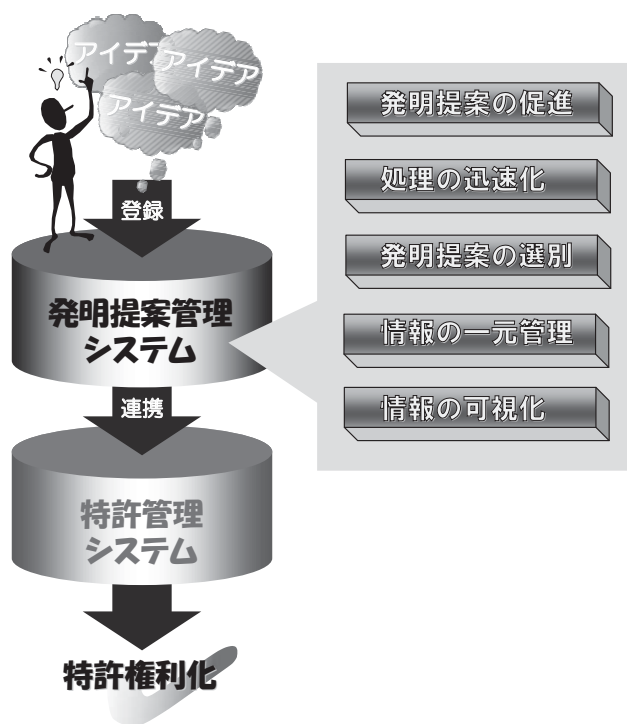 アイデア
アイデア
アイデア
登録
発明提案管理
システム
連携
特許管理
システム
特許権利化
発明提案の促進
処理の迅速化
発明提案の選別
情報の一元管理
情報の可視化